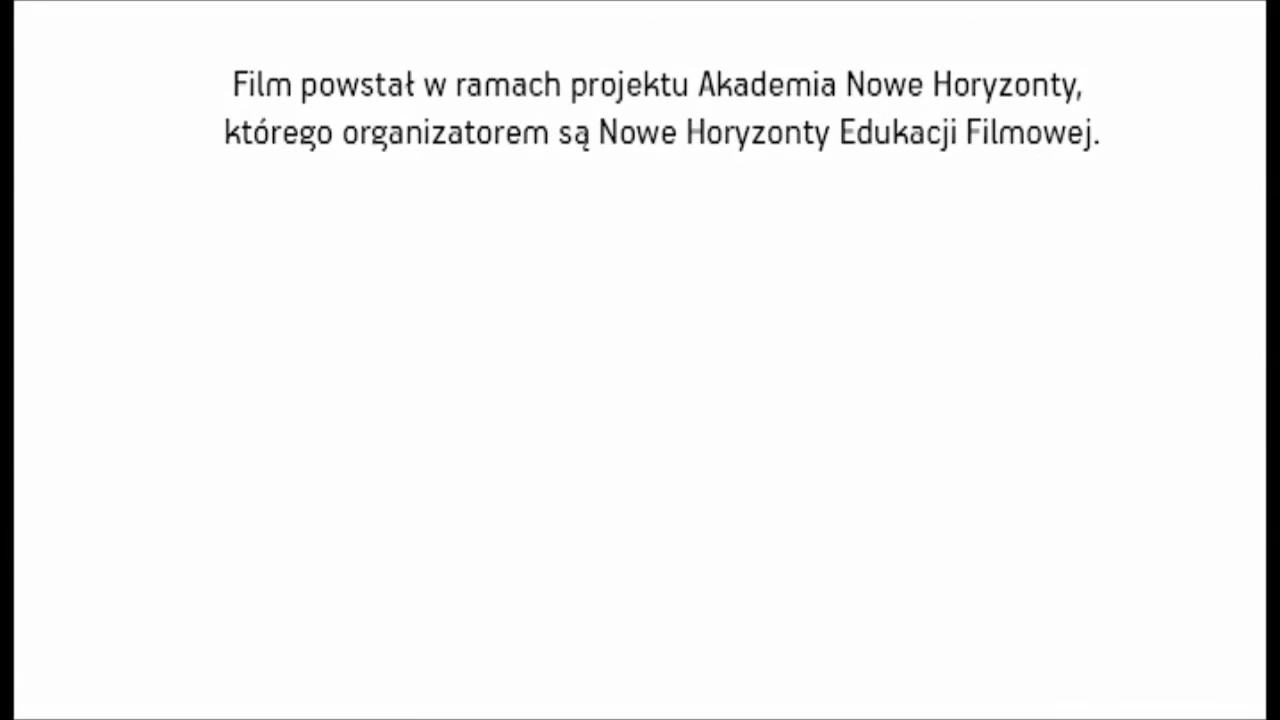 Film powstał w ramach projektu Akademia Nowe Horyzonty,
którego organizatorem są Nowe Horyzonty Edukacji Filmowej.